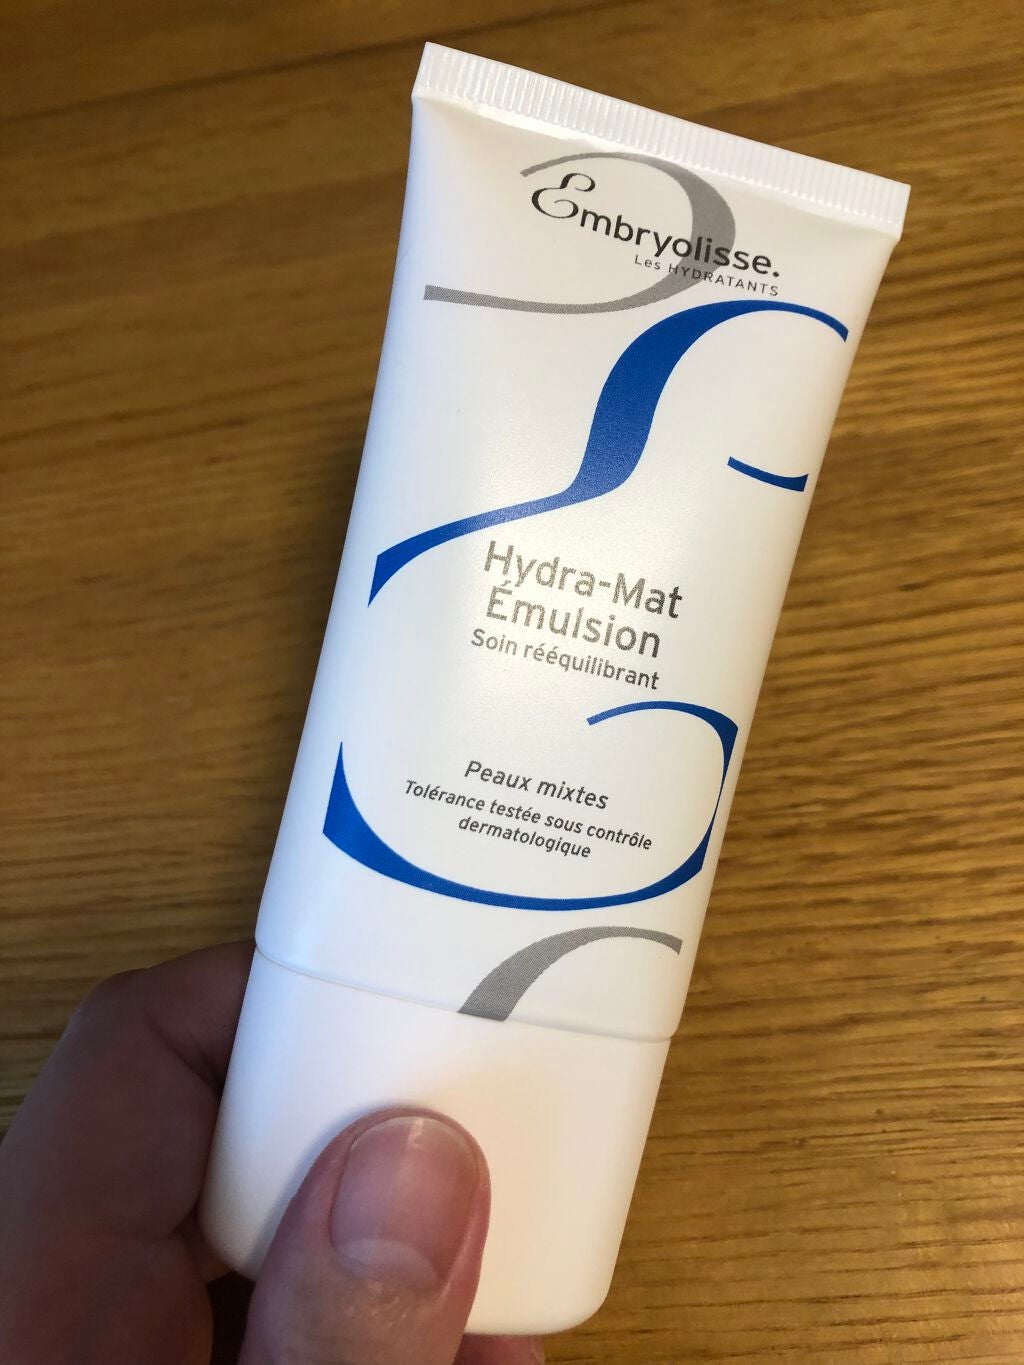 Embryolisse.
Les HYDRATANTS
Hydra-Mat
Émulsion
Soin rééquilibrant
Peaux mixtes
Tolérance testée sous contrôle
dermatologique